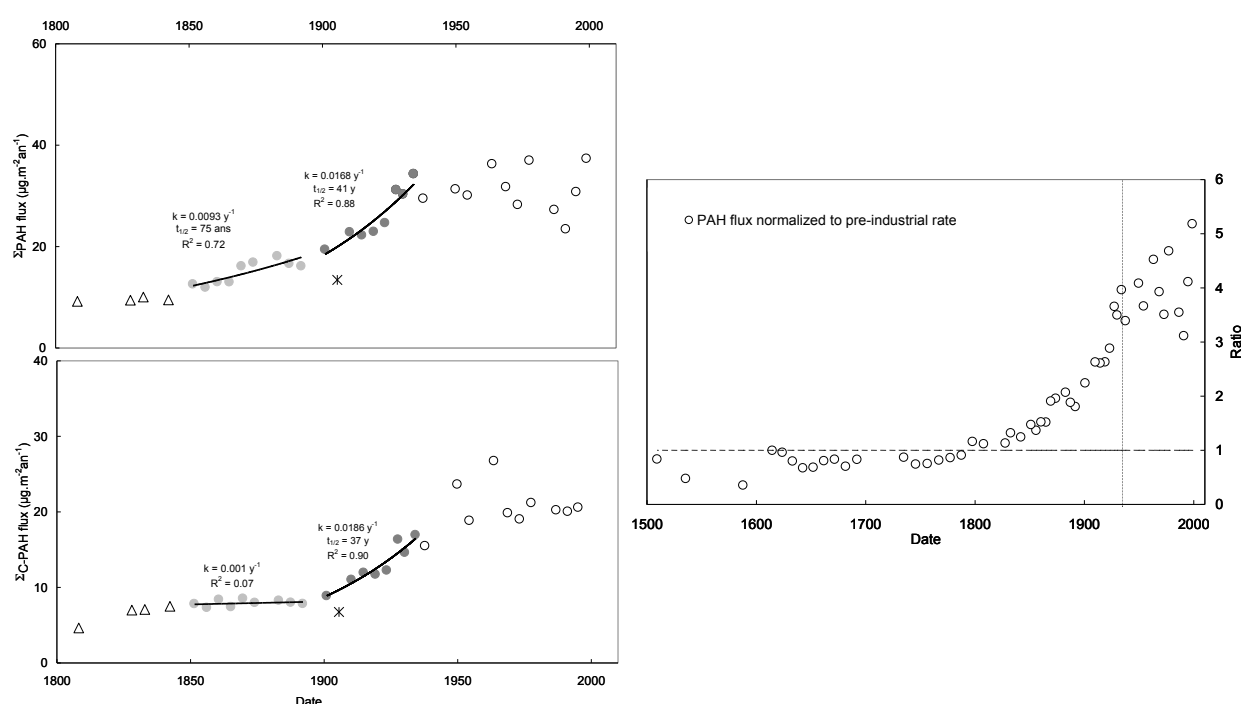 1800 1850 1900 1950 2000
60
40
20
0
ΣPAH flux (µg.m⁻²an⁻¹)
k = 0.0093 y⁻¹
t1/2 = 75 ans
R² = 0.72
k = 0.0168 y⁻¹
t1/2 = 41 y
R² = 0.88
40
30
20
10
0
ΣC-PAH flux (µg.m⁻²an⁻¹)
k = 0.001 y⁻¹
R² = 0.07
k = 0.0186 y⁻¹
t1/2 = 37 y
R² = 0.90
1800 1850 1900 1950 2000
Date
PAH flux normalized to pre-industrial rate
6
5
4
3
2
1
0
Ratio
1500 1600 1700 1800 1900 2000
Date